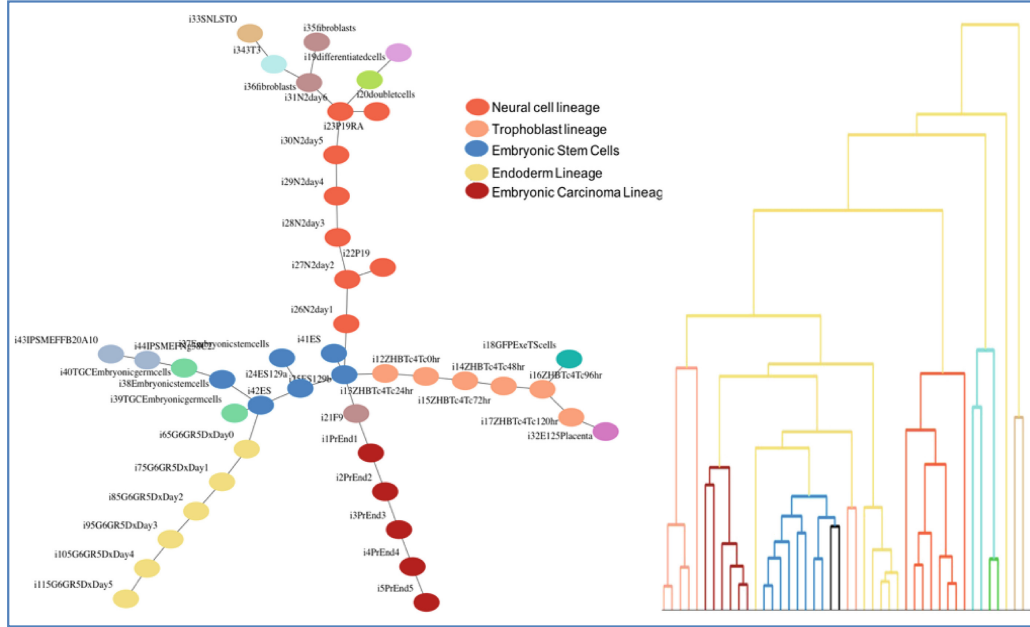 i33SNLSTO
i35fibroblasts
i343T3
i19differentiatedcells
i36fibroblasts
i20doubletcells
i31N2day6
i23P19RA
i30N2day5
i29N2day4
i28N2day3
i22P19
i27N2day2
i26N2day1
Neural cell lineage
Trophoblast lineage
Embryonic Stem Cells
Endoderm Lineage
Embryonic Carcinoma Lineag
i43IPSMEFFB20A10
i41ES
i18GFPExeTScells
i24ES129a
i12ZHBTc4Tc0hr
i14ZHBTc4Tc48hr
i16ZHBTc4Tc96hr
i40TGCEmbryonicgermcells
i38Embryonicstemcells
i42ES
i13ZHBTc4Tc24hr
i15ZHBTc4Tc72hr
i39TGCEmbryonicgermcells
i21F9
i17ZHBTc4Tc120hr
i32E125Placenta
i65G6GR5DxDay0
i1PrEnd1
i75G6GR5DxDay1
i2PrEnd2
i85G6GR5DxDay2
i3PrEnd3
i95G6GR5DxDay3
i4PrEnd4
i105G6GR5DxDay4
i5PrEnd5
i115G6GR5DxDay5